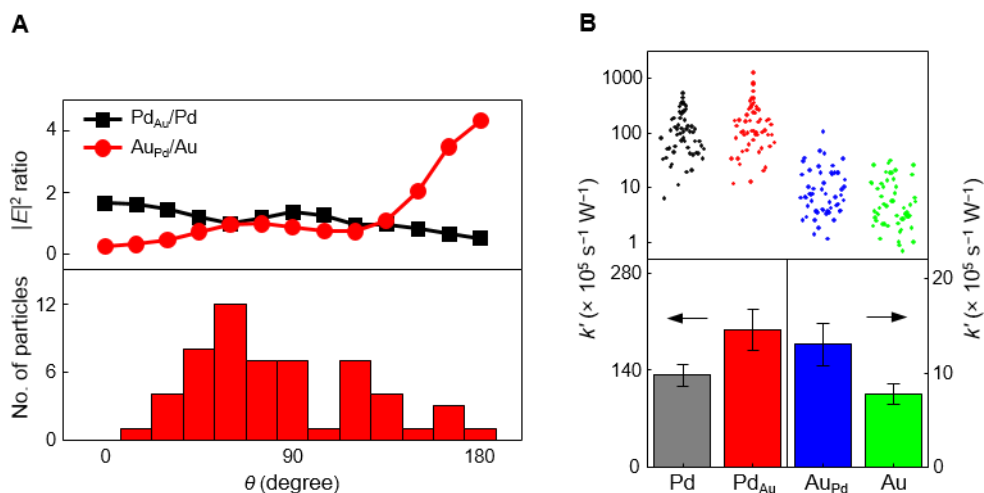 A
4
2
0
|E|² ratio
Pd_Au/Pd
Au_Pd/Au
12
6
0
No. of particles
0 90 180
θ (degree)
B
1000
100
10
1
280
140
0
k′ (× 10⁵ s⁻¹ W⁻¹)
20
10
0
k′ (× 10⁵ s⁻¹ W⁻¹)
Pd Pd_Au Au_Pd Au